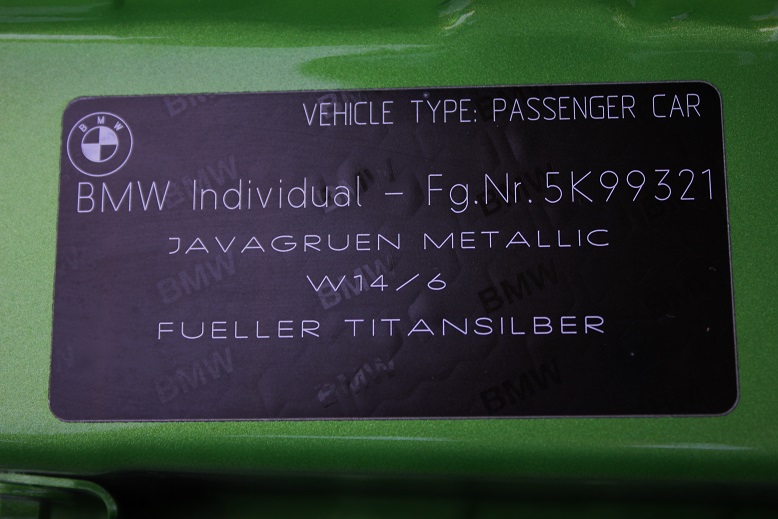 VEHICLE TYPE: PASSENGER CAR
BMW
BMW Individual - Fg.Nr. 5K99321
JAVAGRUEN METALLIC
W14/6
FUELLER TITANSILBER